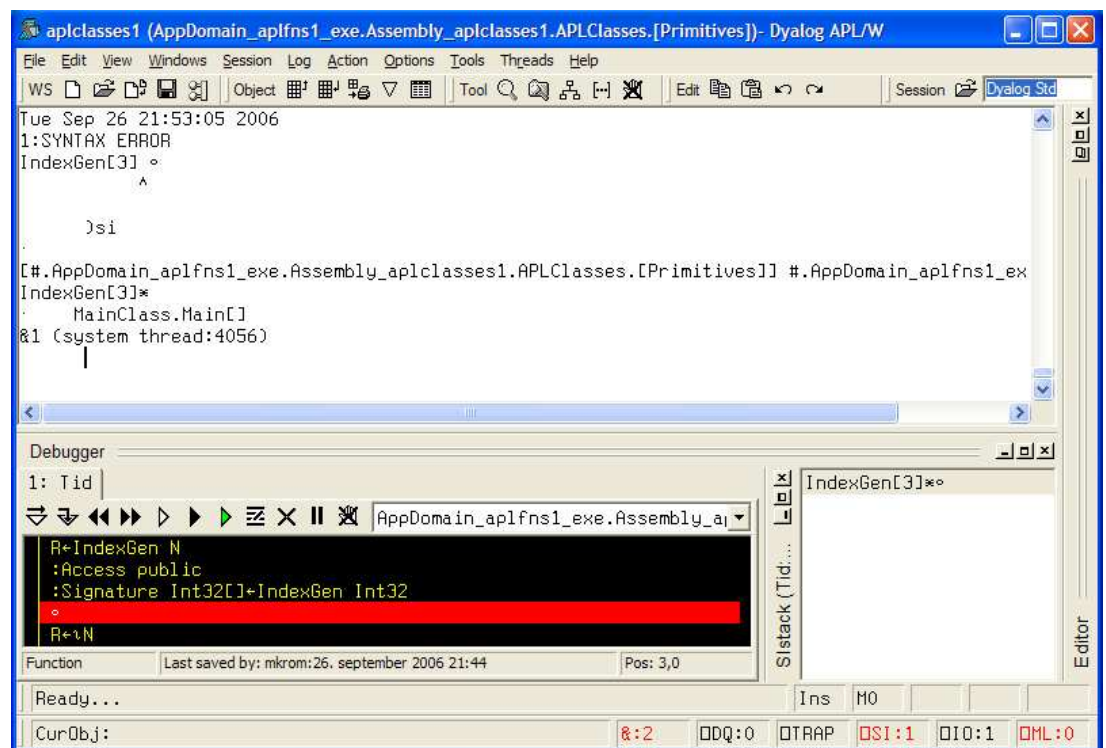 aplclasses1 (AppDomain_aplfns1_exe.Assembly_aplclasses1.APLClasses.[Primitives])- Dyalog APL/W
File Edit View Windows Session Log Action Options Tools Threads Help
WS Object Tool Edit Session Dyalog Std
Tue Sep 26 21:53:05 2006
1:SYNTAX ERROR
IndexGen[3] ∘
∧
)si
·
[#.AppDomain_aplfns1_exe.Assembly_aplclasses1.APLClasses.[Primitives]] #.AppDomain_aplfns1_ex
IndexGen[3]*
· MainClass.Main[]
&1 (system thread:4056)
Debugger
1: Tid
AppDomain_aplfns1_exe.Assembly_a
R←IndexGen N
:Access public
:Signature Int32[]←IndexGen Int32
∘
R←⍳N
Function Last saved by: mkrom:26. september 2006 21:44 Pos: 3,0
SIstack (Tid:...
IndexGen[3]*∘
Editor
Ready... Ins MO
CurObj: &:2 ⎕DQ:0 ⎕TRAP ⎕SI:1 ⎕IO:1 ⎕ML:0